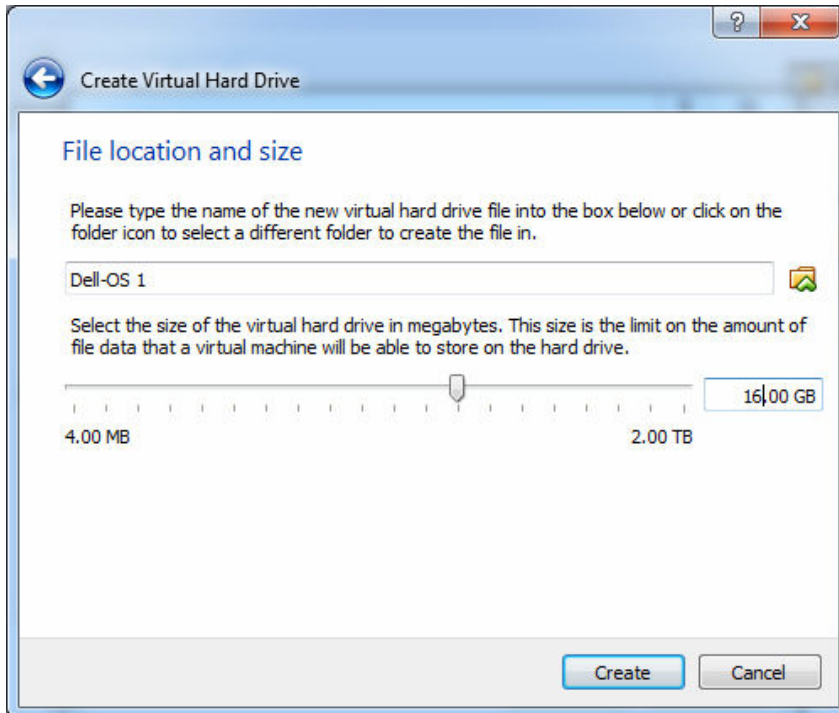 ?
X
Create Virtual Hard Drive
File location and size
Please type the name of the new virtual hard drive file into the box below or click on the
folder icon to select a different folder to create the file in.
Dell-OS 1
Select the size of the virtual hard drive in megabytes. This size is the limit on the amount of
file data that a virtual machine will be able to store on the hard drive.
16.00 GB
4.00 MB
2.00 TB
Create
Cancel